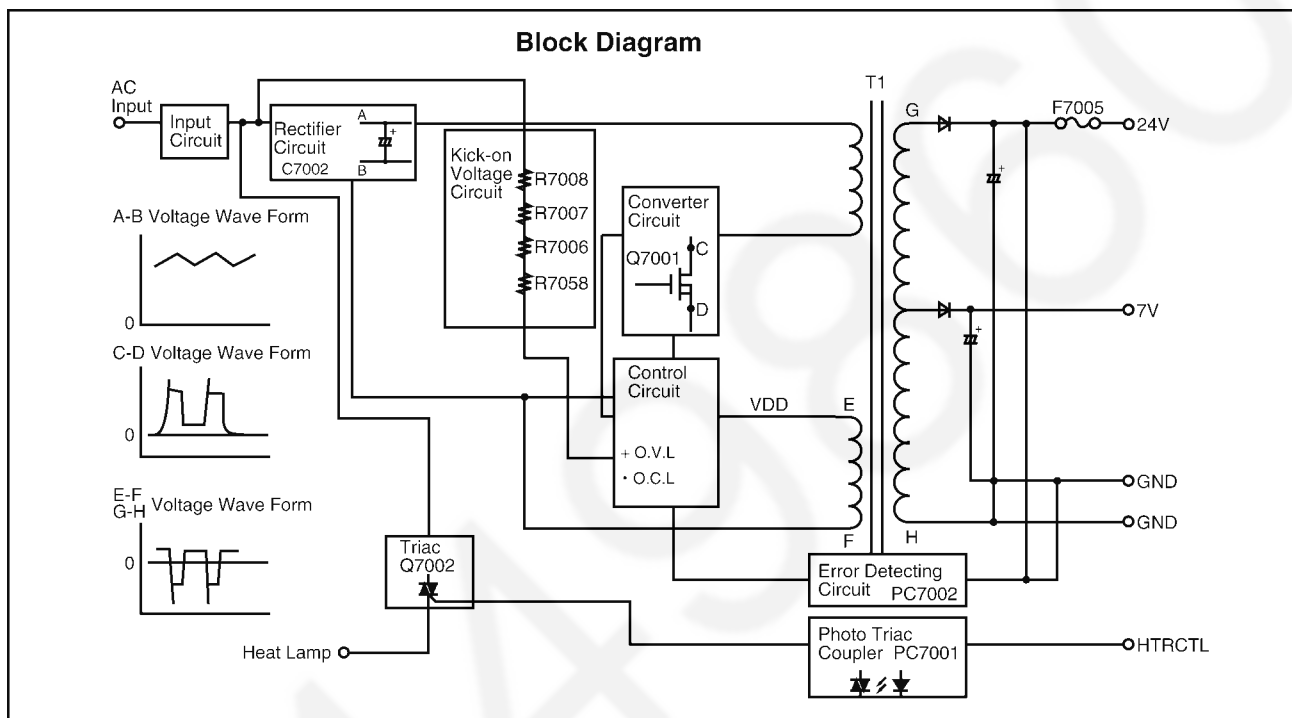 Block Diagram
AC
Input
Input
Circuit
Rectifier
Circuit
C7002
A
+
B
Kick-on
Voltage
Circuit
R7008
R7007
R7006
R7058
Converter
Circuit
Q7001
C
D
T1
G
F7005
24V
+
7V
+
A-B Voltage Wave Form
0
C-D Voltage Wave Form
0
E-F
G-H Voltage Wave Form
0
Control
Circuit
+ O.V.L
• O.C.L
VDD
E
F
H
GND
GND
Triac
Q7002
Error Detecting
Circuit PC7002
Heat Lamp
Photo Triac
Coupler PC7001
HTRCTL